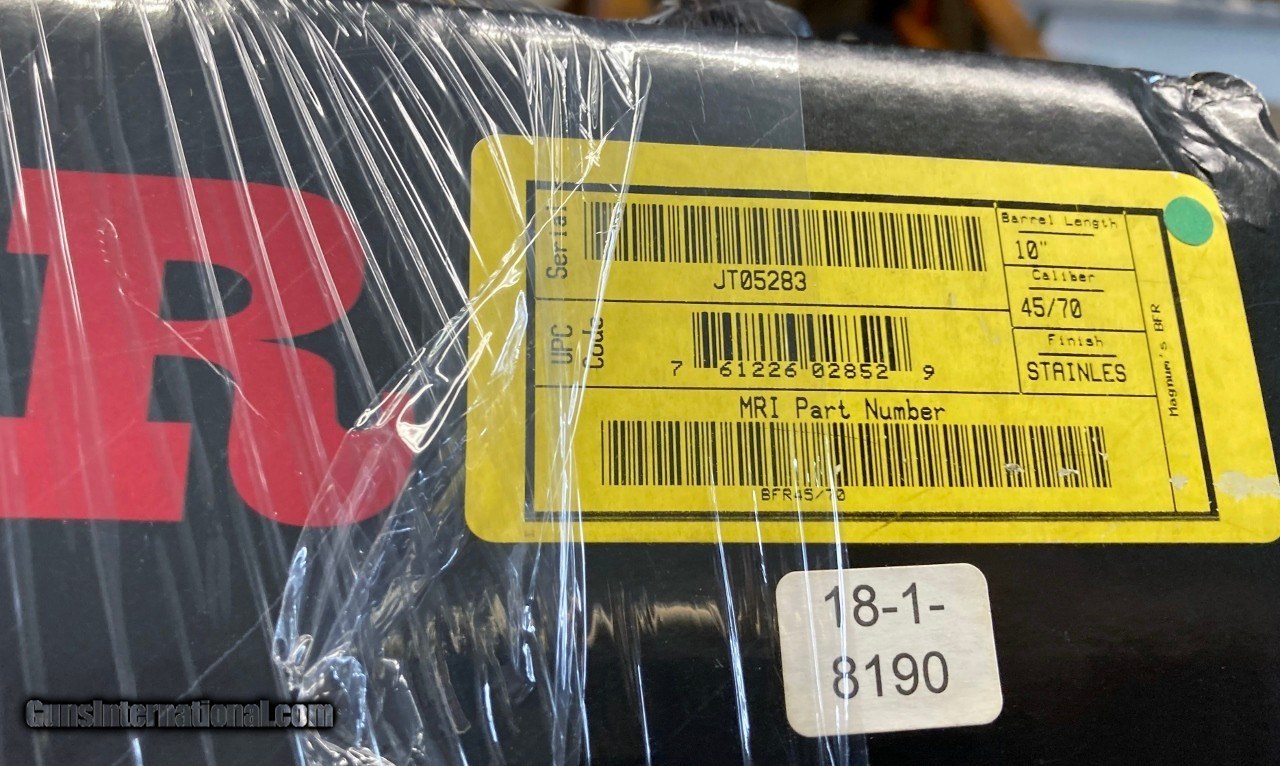 R
Serial
JT05283
Barrel Length
10"
Caliber
45/70
UPC
Code
7 61226 02852 9
Finish
STAINLES
Magnum's BFR
MRI Part Number
BFR45/70
18-1-
8190
GunsInternational.com